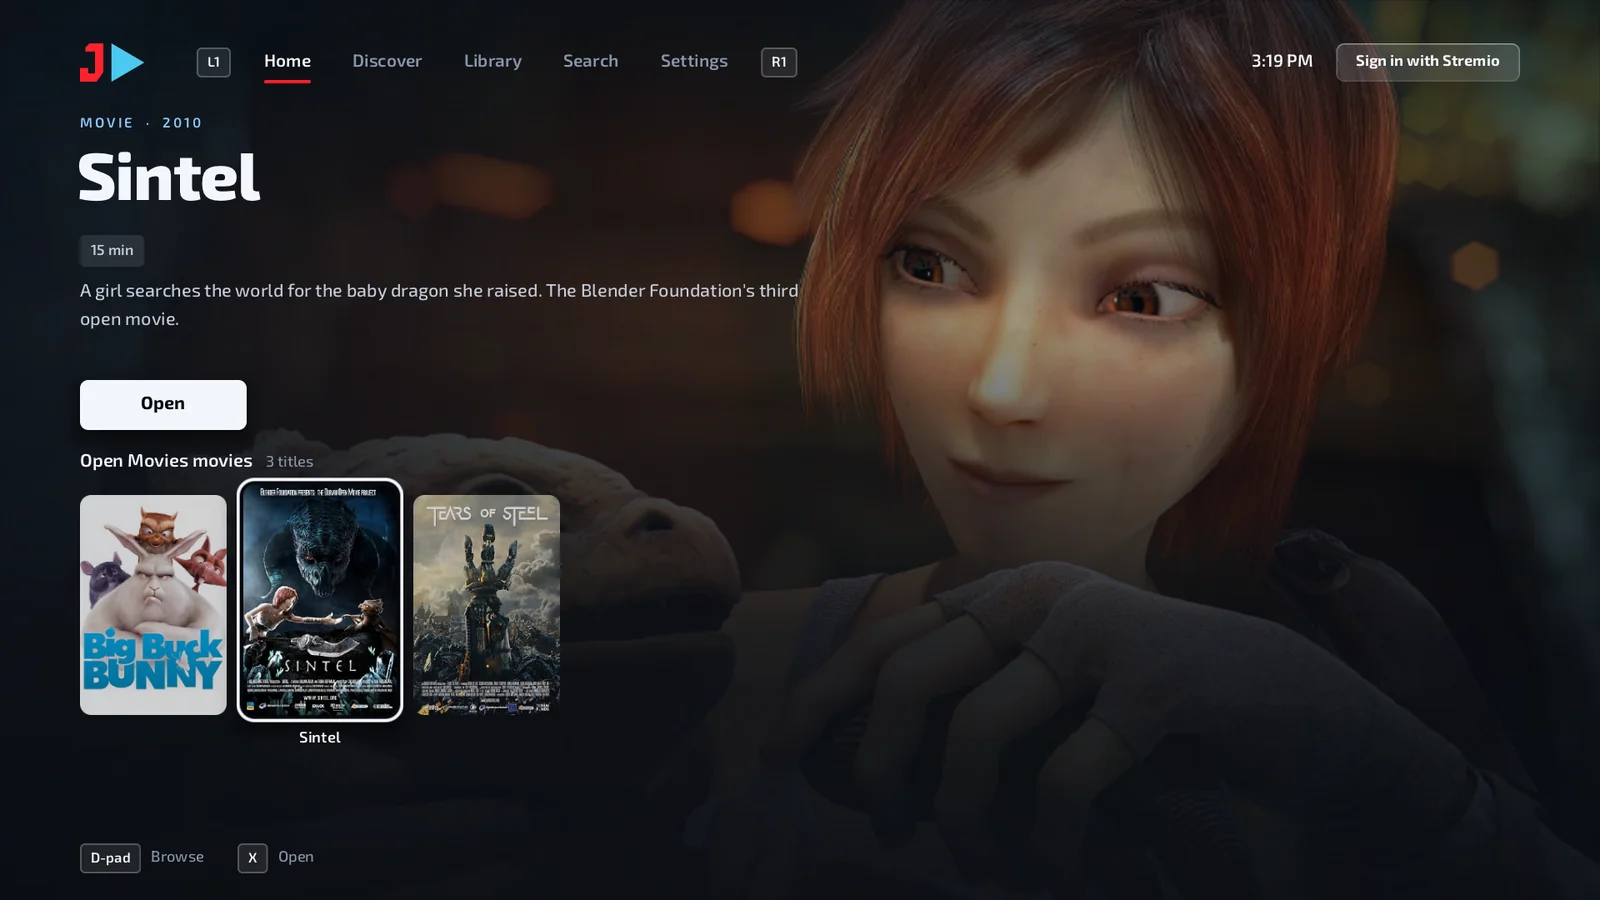 L1 Home Discover Library Search Settings R1 3:19 PM Sign in with Stremio
MOVIE · 2010
Sintel
15 min
A girl searches the world for the baby dragon she raised. The Blender Foundation's third
open movie.
Open
Open Movies movies 3 titles
Big Buck
BUNNY
SINTEL
TEARS OF STEEL
Sintel
D-pad Browse X Open